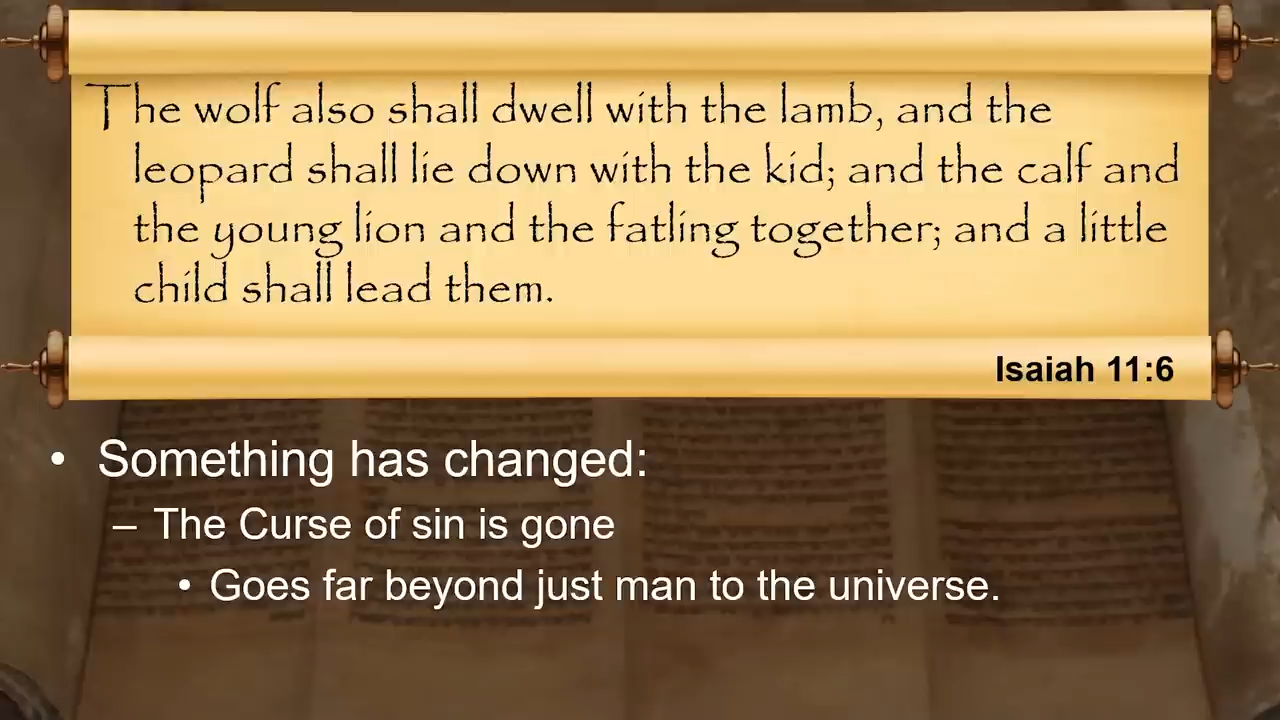 The wolf also shall dwell with the lamb, and the
leopard shall lie down with the kid; and the calf and
the young lion and the fatling together; and a little
child shall lead them.
Isaiah 11:6
• Something has changed:
– The Curse of sin is gone
• Goes far beyond just man to the universe.